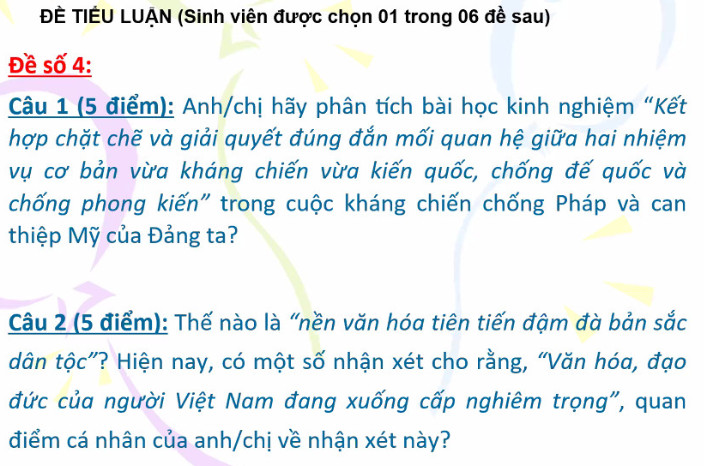 ĐỀ TIỂU LUẬN (Sinh viên được chọn 01 trong 06 đề sau)
Đề số 4:
Câu 1 (5 điểm): Anh/chị hãy phân tích bài học kinh nghiệm “Kết
hợp chặt chẽ và giải quyết đúng đắn mối quan hệ giữa hai nhiệm
vụ cơ bản vừa kháng chiến vừa kiến quốc, chống đế quốc và
chống phong kiến” trong cuộc kháng chiến chống Pháp và can
thiệp Mỹ của Đảng ta?
Câu 2 (5 điểm): Thế nào là “nền văn hóa tiên tiến đậm đà bản sắc
dân tộc”? Hiện nay, có một số nhận xét cho rằng, “Văn hóa, đạo
đức của người Việt Nam đang xuống cấp nghiêm trọng”, quan
điểm cá nhân của anh/chị về nhận xét này?